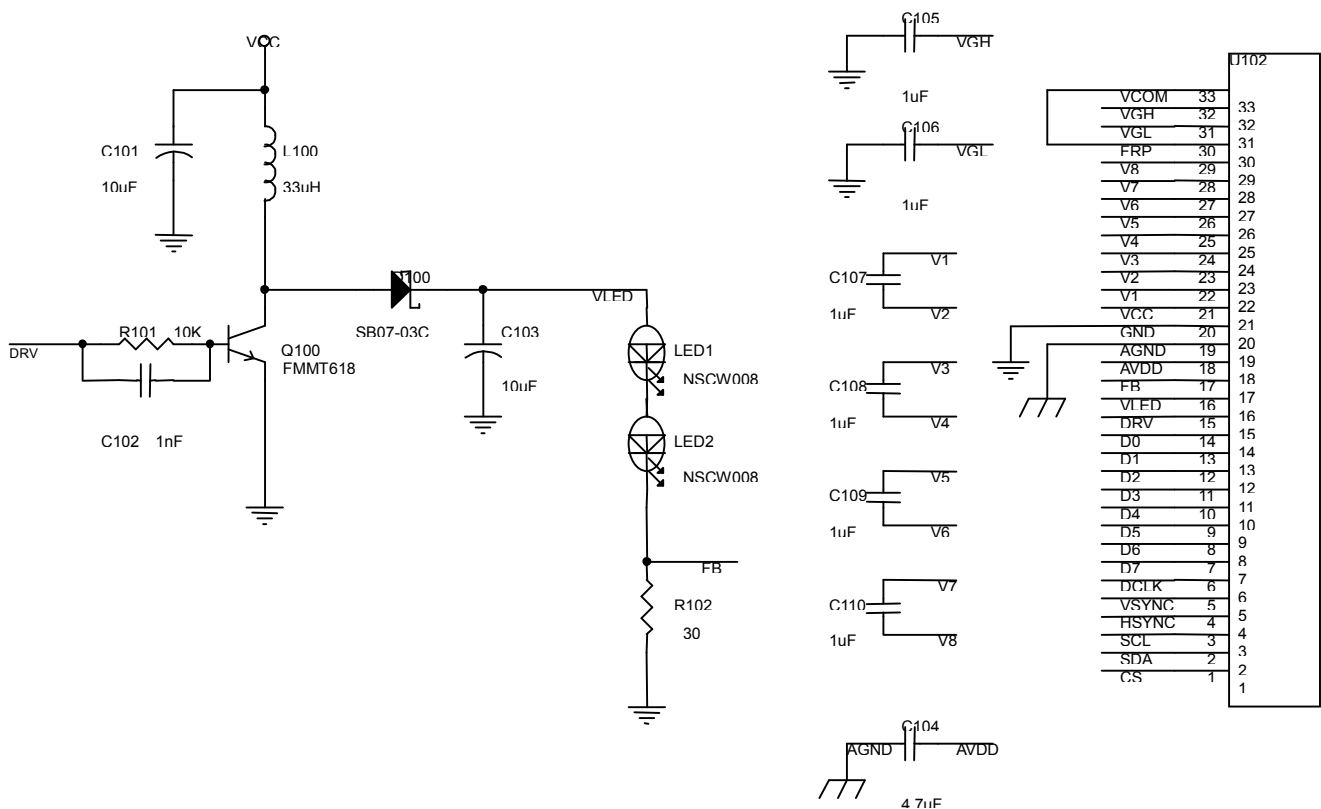 VCC
C101
10uF
L100
33uH
DRV
R101 10K
C102 1nF
Q100
FMMT618
SB07-03C
C103
10uF
VLED
LED1
NSCW008
LED2
NSCW008
FB
R102
30
C105
VGH
1uF
C106
VGL
1uF
C107
1uF
V1
V2
C108
1uF
V3
V4
C109
1uF
V5
V6
C110
1uF
V7
V8
C104
AGND AVDD
4.7uF
U102
VCOM 33 33
VGH 32 32
VGL 31 31
FRP 30 30
V8 29 29
V7 28 28
V6 27 27
V5 26 26
V4 25 25
V3 24 24
V2 23 23
V1 22 22
VCC 21 21
GND 20 20
AGND 19 19
AVDD 18 18
FB 17 17
VLED 16 16
DRV 15 15
D0 14 14
D1 13 13
D2 12 12
D3 11 11
D4 10 10
D5 9 9
D6 8 8
D7 7 7
DCLK 6 6
VSYNC 5 5
HSYNC 4 4
SCL 3 3
SDA 2 2
CS 1 1